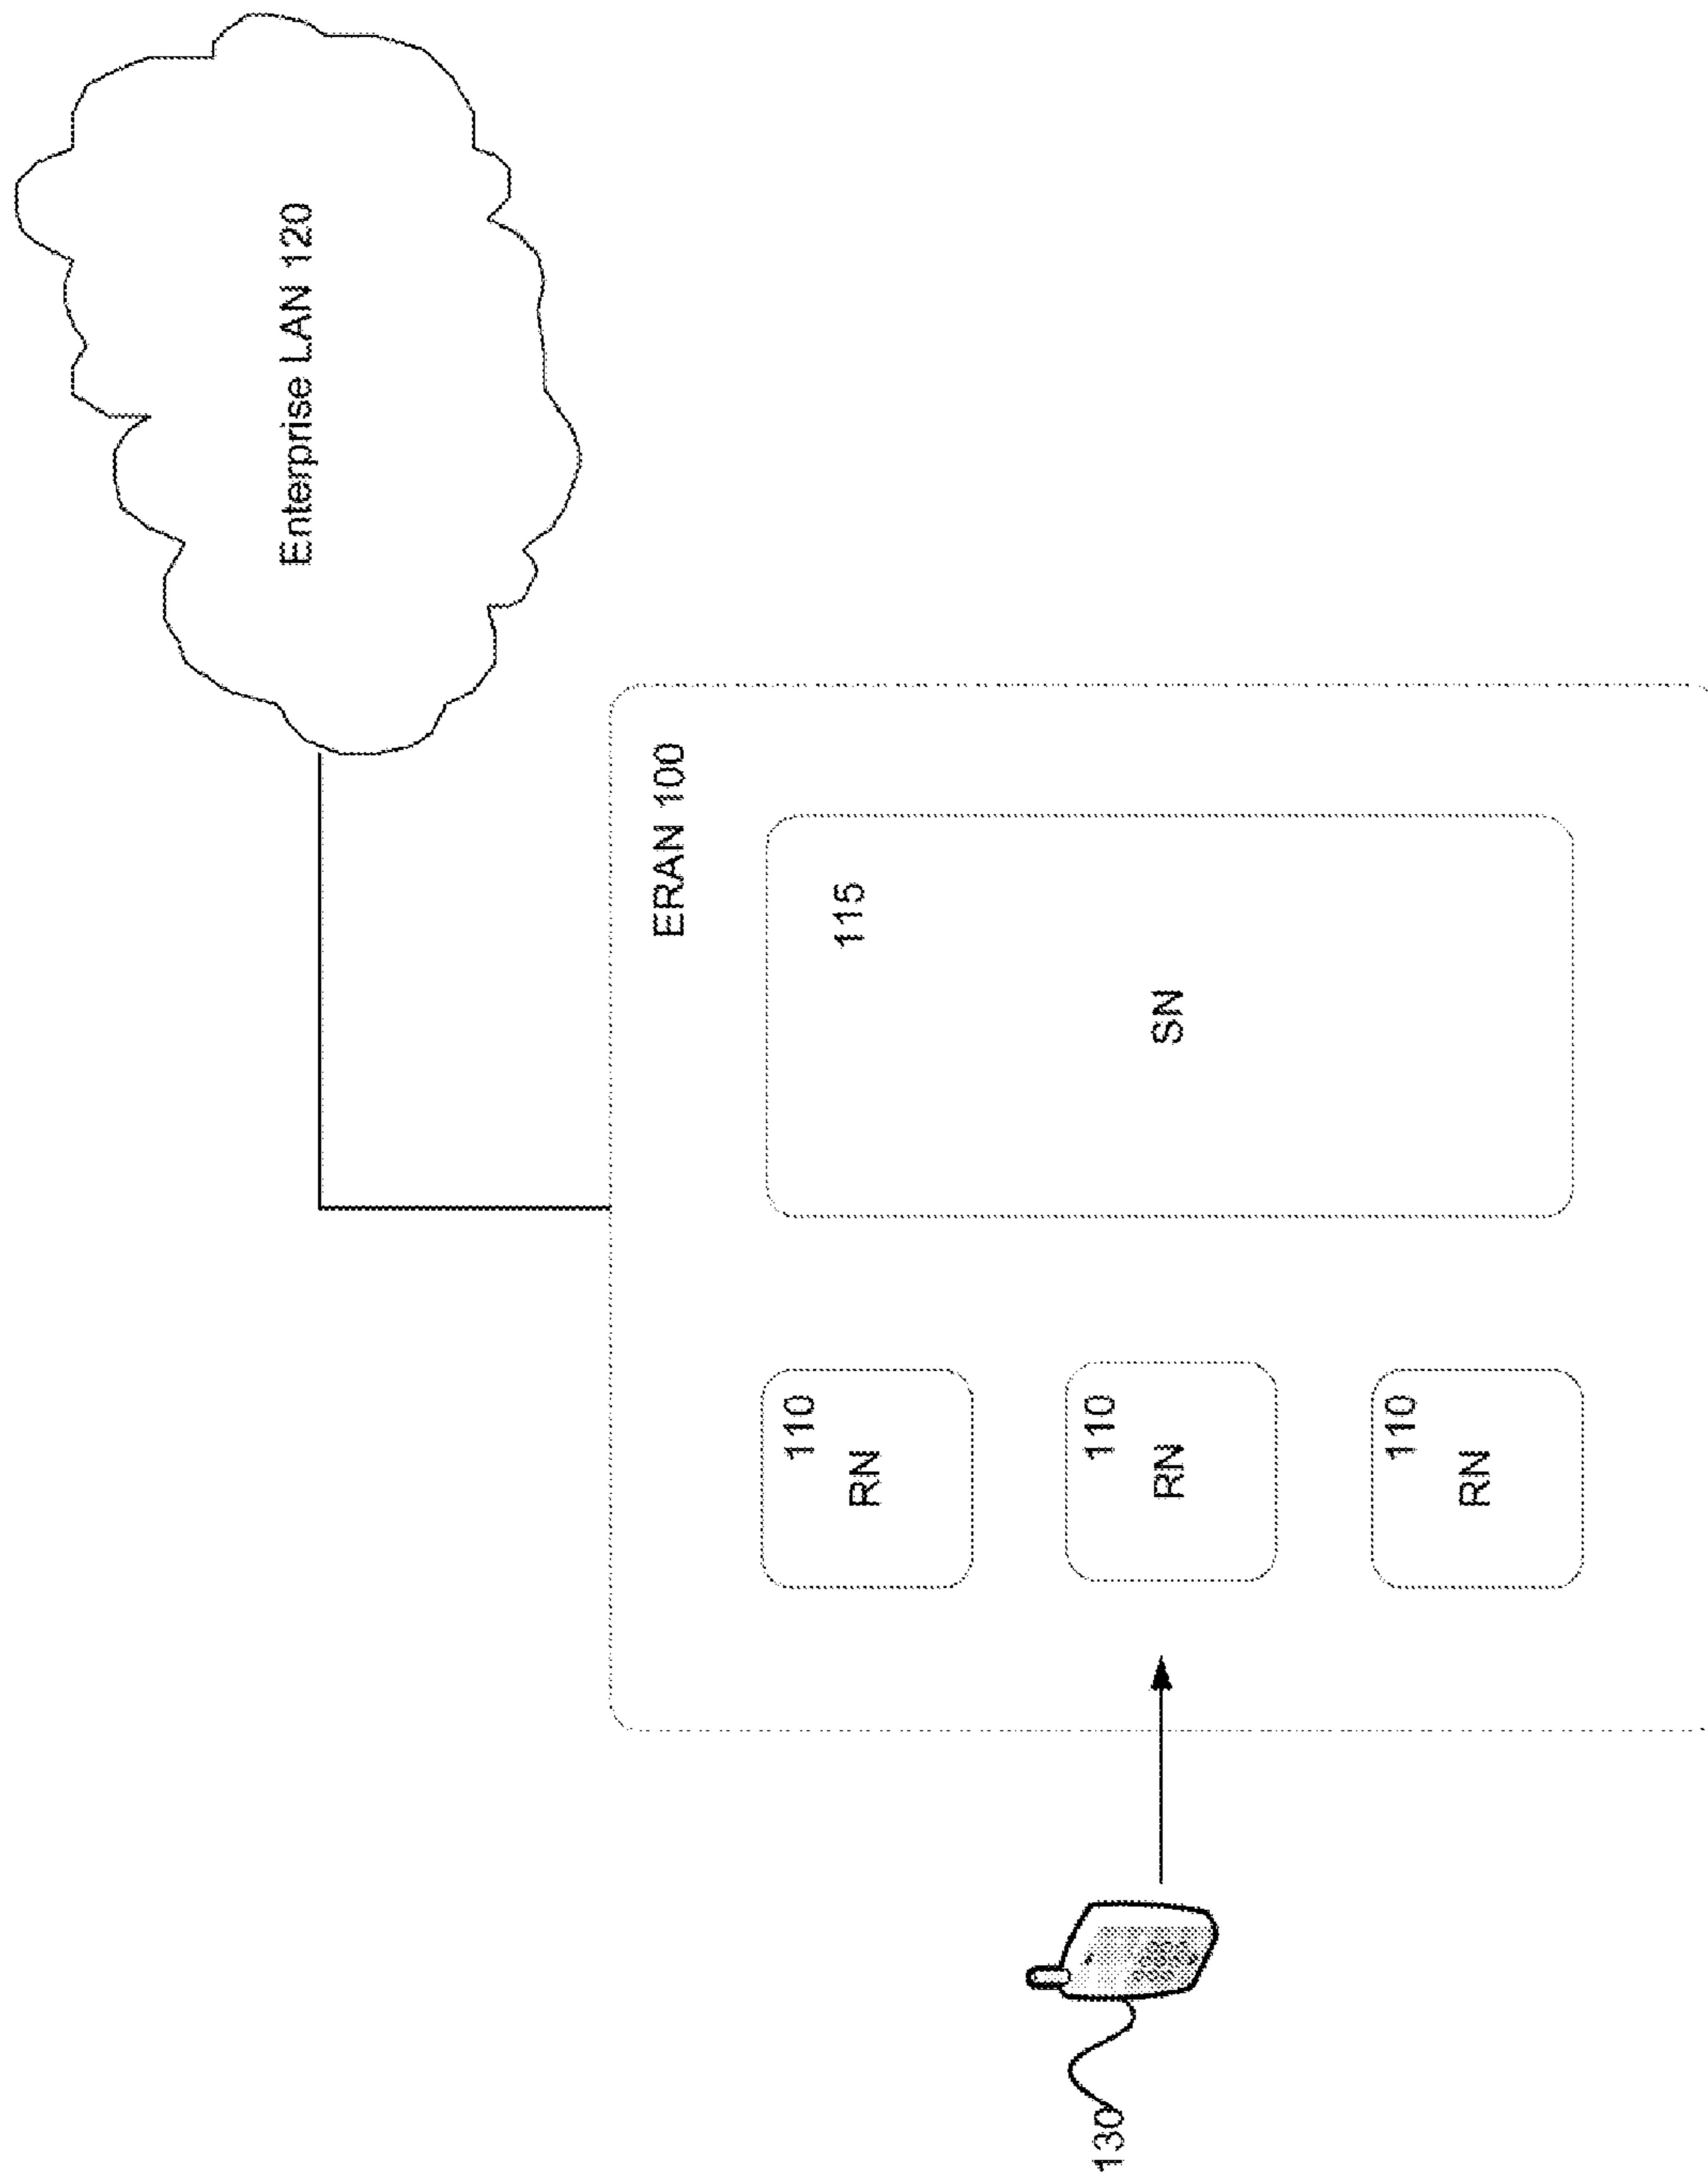 Enterprise LAN 120
ERAN 100
110
RN
115
SN
110
RN
110
RN
130